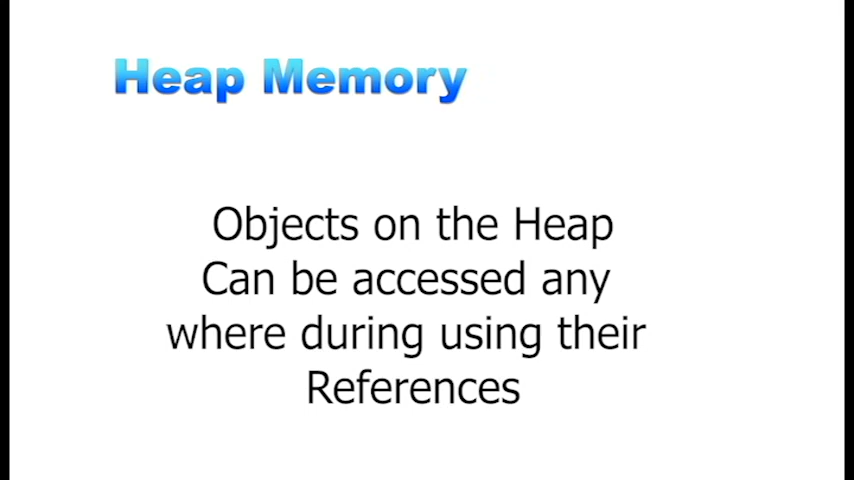 Heap Memory
Objects on the Heap
Can be accessed any
where during using their
References